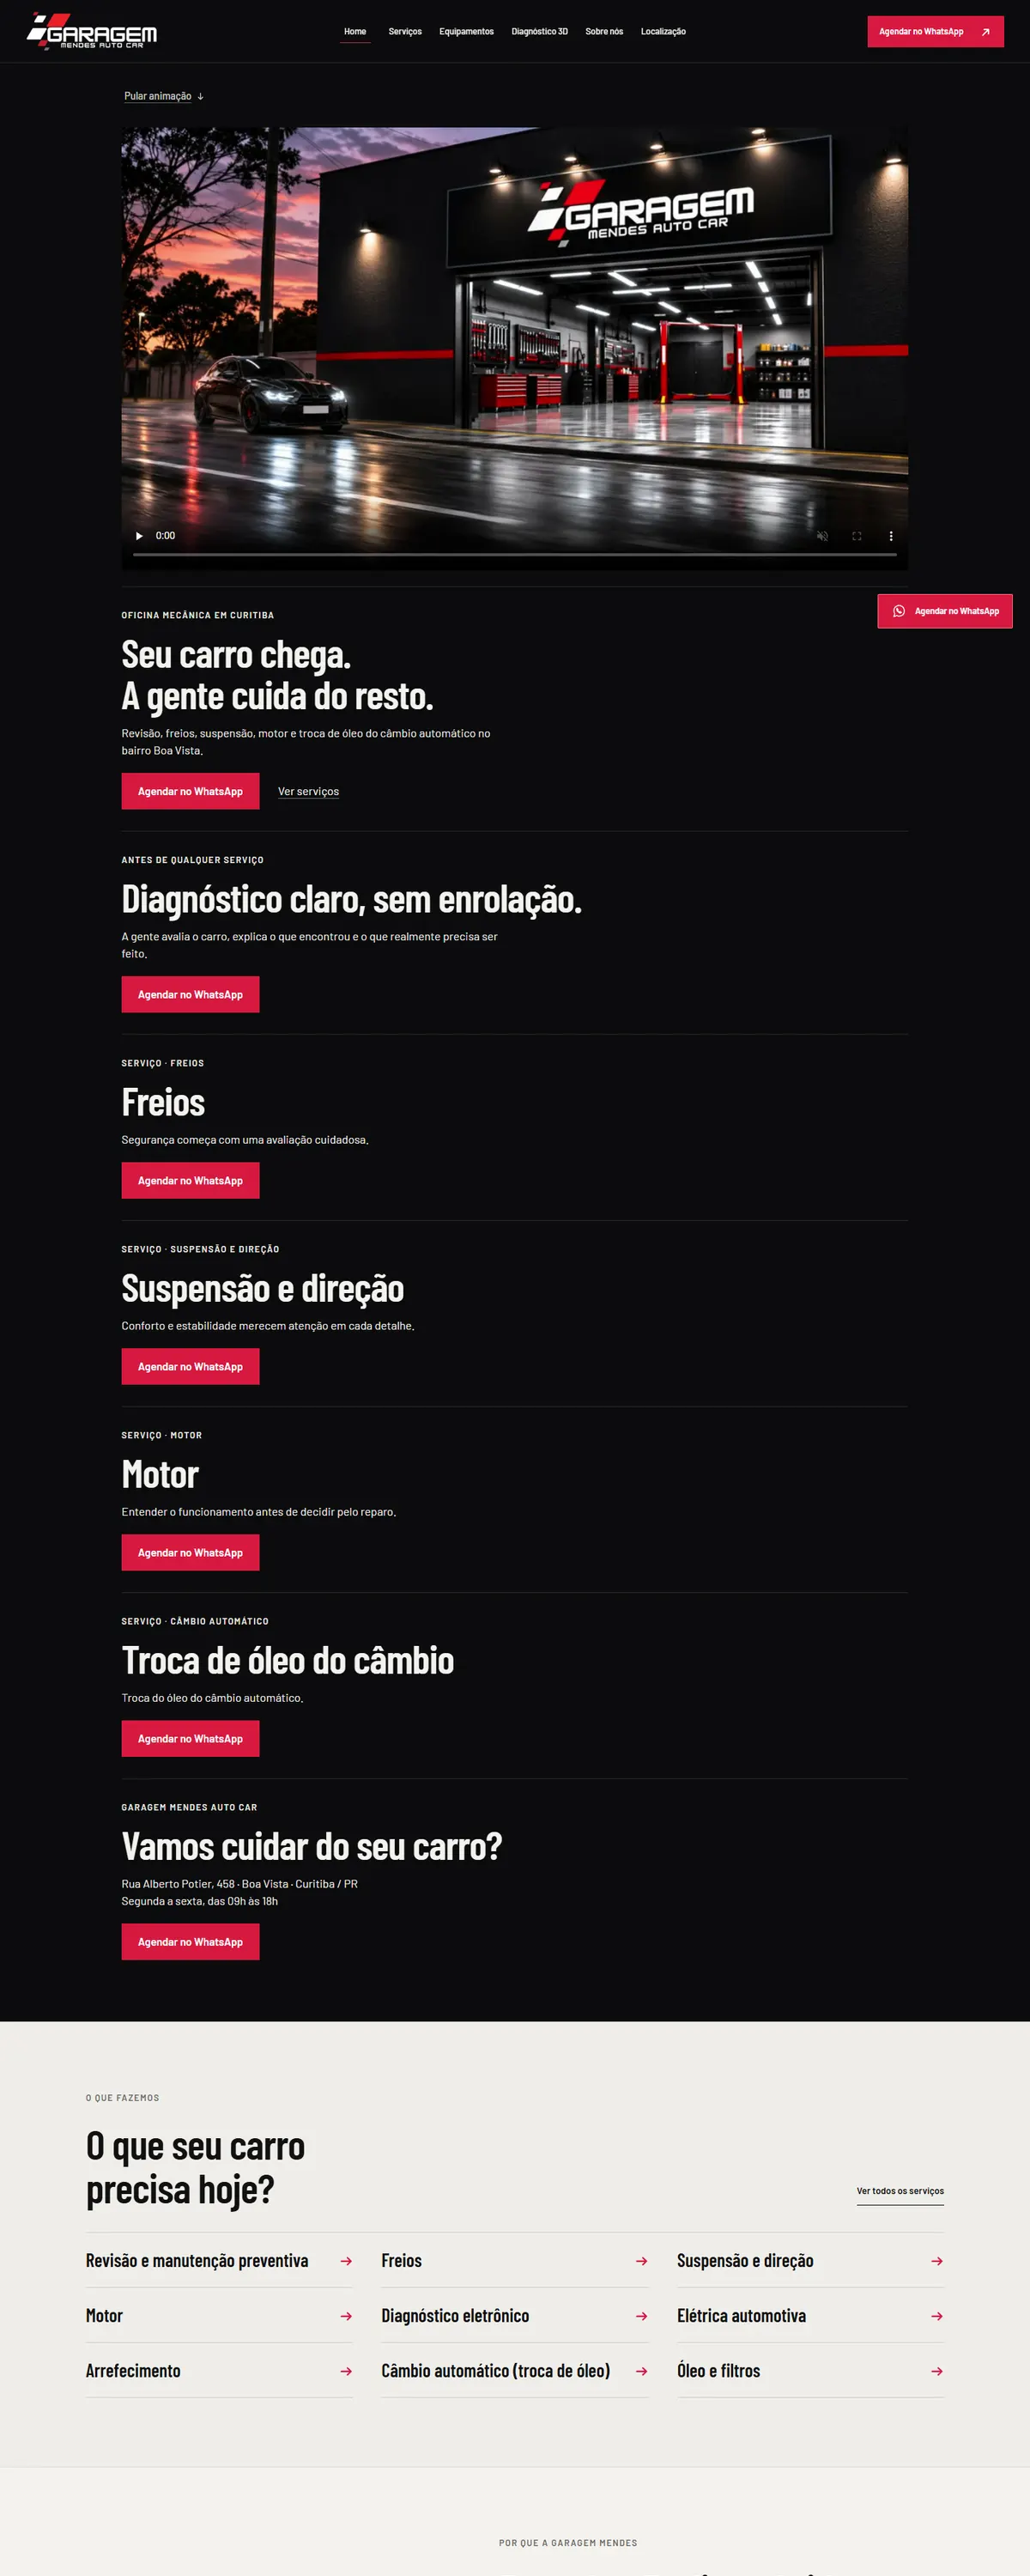 GARAGEM
MENDES AUTO CAR
Home
Serviços
Equipamentos
Diagnóstico 3D
Sobre nós
Localização
Agendar no WhatsApp
Pular animação ↓
GARAGEM
MENDES AUTO CAR
0:00
OFICINA MECÂNICA EM CURITIBA
Agendar no WhatsApp
Seu carro chega.
A gente cuida do resto.
Revisão, freios, suspensão, motor e troca de óleo do câmbio automático no
bairro Boa Vista.
Agendar no WhatsApp
Ver serviços
ANTES DE QUALQUER SERVIÇO
Diagnóstico claro, sem enrolação.
A gente avalia o carro, explica o que encontrou e o que realmente precisa ser
feito.
Agendar no WhatsApp
SERVIÇO · FREIOS
Freios
Segurança começa com uma avaliação cuidadosa.
Agendar no WhatsApp
SERVIÇO · SUSPENSÃO E DIREÇÃO
Suspensão e direção
Conforto e estabilidade merecem atenção em cada detalhe.
Agendar no WhatsApp
SERVIÇO · MOTOR
Motor
Entender o funcionamento antes de decidir pelo reparo.
Agendar no WhatsApp
SERVIÇO · CÂMBIO AUTOMÁTICO
Troca de óleo do câmbio
Troca do óleo do câmbio automático.
Agendar no WhatsApp
GARAGEM MENDES AUTO CAR
Vamos cuidar do seu carro?
Rua Alberto Potier, 458 · Boa Vista · Curitiba / PR
Segunda a sexta, das 09h às 18h
Agendar no WhatsApp
O QUE FAZEMOS
O que seu carro
precisa hoje?
Ver todos os serviços
Revisão e manutenção preventiva
Freios
Suspensão e direção
Motor
Diagnóstico eletrônico
Elétrica automotiva
Arrefecimento
Câmbio automático (troca de óleo)
Óleo e filtros
POR QUE A GARAGEM MENDES